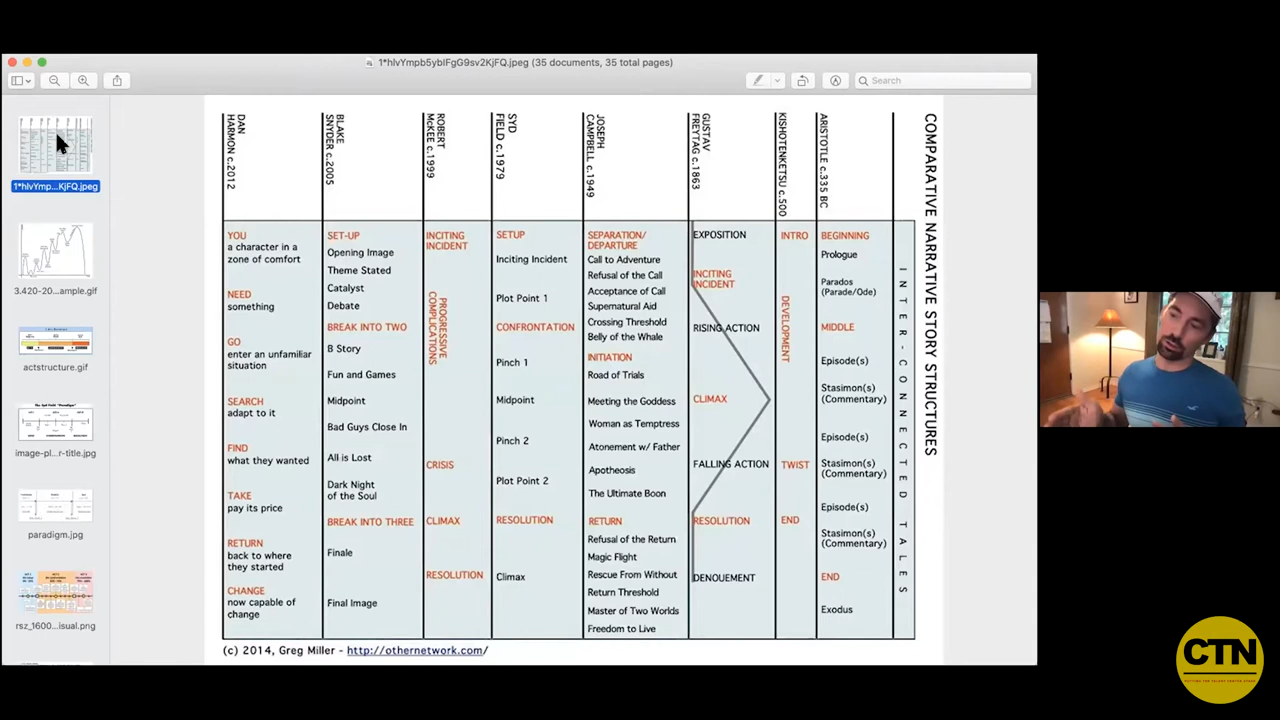 1*hlvYmpb5yblFgG9sv2KjFQ.jpeg (35 documents, 35 total pages)
Search
1*hlvYmp...KjFQ.jpeg
3.420-20...ample.gif
actstructure.gif
image-pl...r-title.jpg
paradigm.jpg
rsz_1600...isual.png
DAN
HARMON c.2012
YOU
a character in a
zone of comfort
NEED
something
GO
enter an unfamiliar
situation
SEARCH
adapt to it
FIND
what they wanted
TAKE
pay its price
RETURN
back to where
they started
CHANGE
now capable of
change
BLAKE
SNYDER c.2005
SET-UP
Opening Image
Theme Stated
Catalyst
Debate
BREAK INTO TWO
B Story
Fun and Games
Midpoint
Bad Guys Close In
All is Lost
Dark Night
of the Soul
BREAK INTO THREE
Finale
Final Image
ROBERT
McKEE c.1999
INCITING
INCIDENT
PROGRESSIVE
COMPLICATIONS
CRISIS
CLIMAX
RESOLUTION
SYD
FIELD c.1979
SETUP
Inciting Incident
Plot Point 1
CONFRONTATION
Pinch 1
Midpoint
Pinch 2
Plot Point 2
RESOLUTION
Climax
JOSEPH
CAMPBELL c.1949
SEPARATION/
DEPARTURE
Call to Adventure
Refusal of the Call
Acceptance of Call
Supernatural Aid
Crossing Threshold
Belly of the Whale
INITIATION
Road of Trials
Meeting the Goddess
Woman as Temptress
Atonement w/ Father
Apotheosis
The Ultimate Boon
RETURN
Refusal of the Return
Magic Flight
Rescue From Without
Return Threshold
Master of Two Worlds
Freedom to Live
GUSTAV
FREYTAG c.1863
EXPOSITION
INCITING
INCIDENT
RISING ACTION
CLIMAX
FALLING ACTION
RESOLUTION
DENOUEMENT
KISHOTENKETSU c.500
INTRO
DEVELOPMENT
TWIST
END
ARISTOTLE c.335 BC
BEGINNING
Prologue
Parados
(Parade/Ode)
MIDDLE
Episode(s)
Stasimon(s)
(Commentary)
Episode(s)
Stasimon(s)
(Commentary)
Episode(s)
Stasimon(s)
(Commentary)
END
Exodus
INTER-CONNECTED TALES
COMPARATIVE NARRATIVE STORY STRUCTURES
(c) 2014, Greg Miller - http://othernetwork.com/
CTN
PUTTING THE TALENT CENTER STAGE